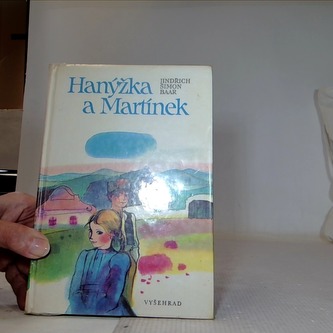 Hanýžka
a Martínek
JINDŘICH
ŠIMON
BAAR
VYŠEHRAD